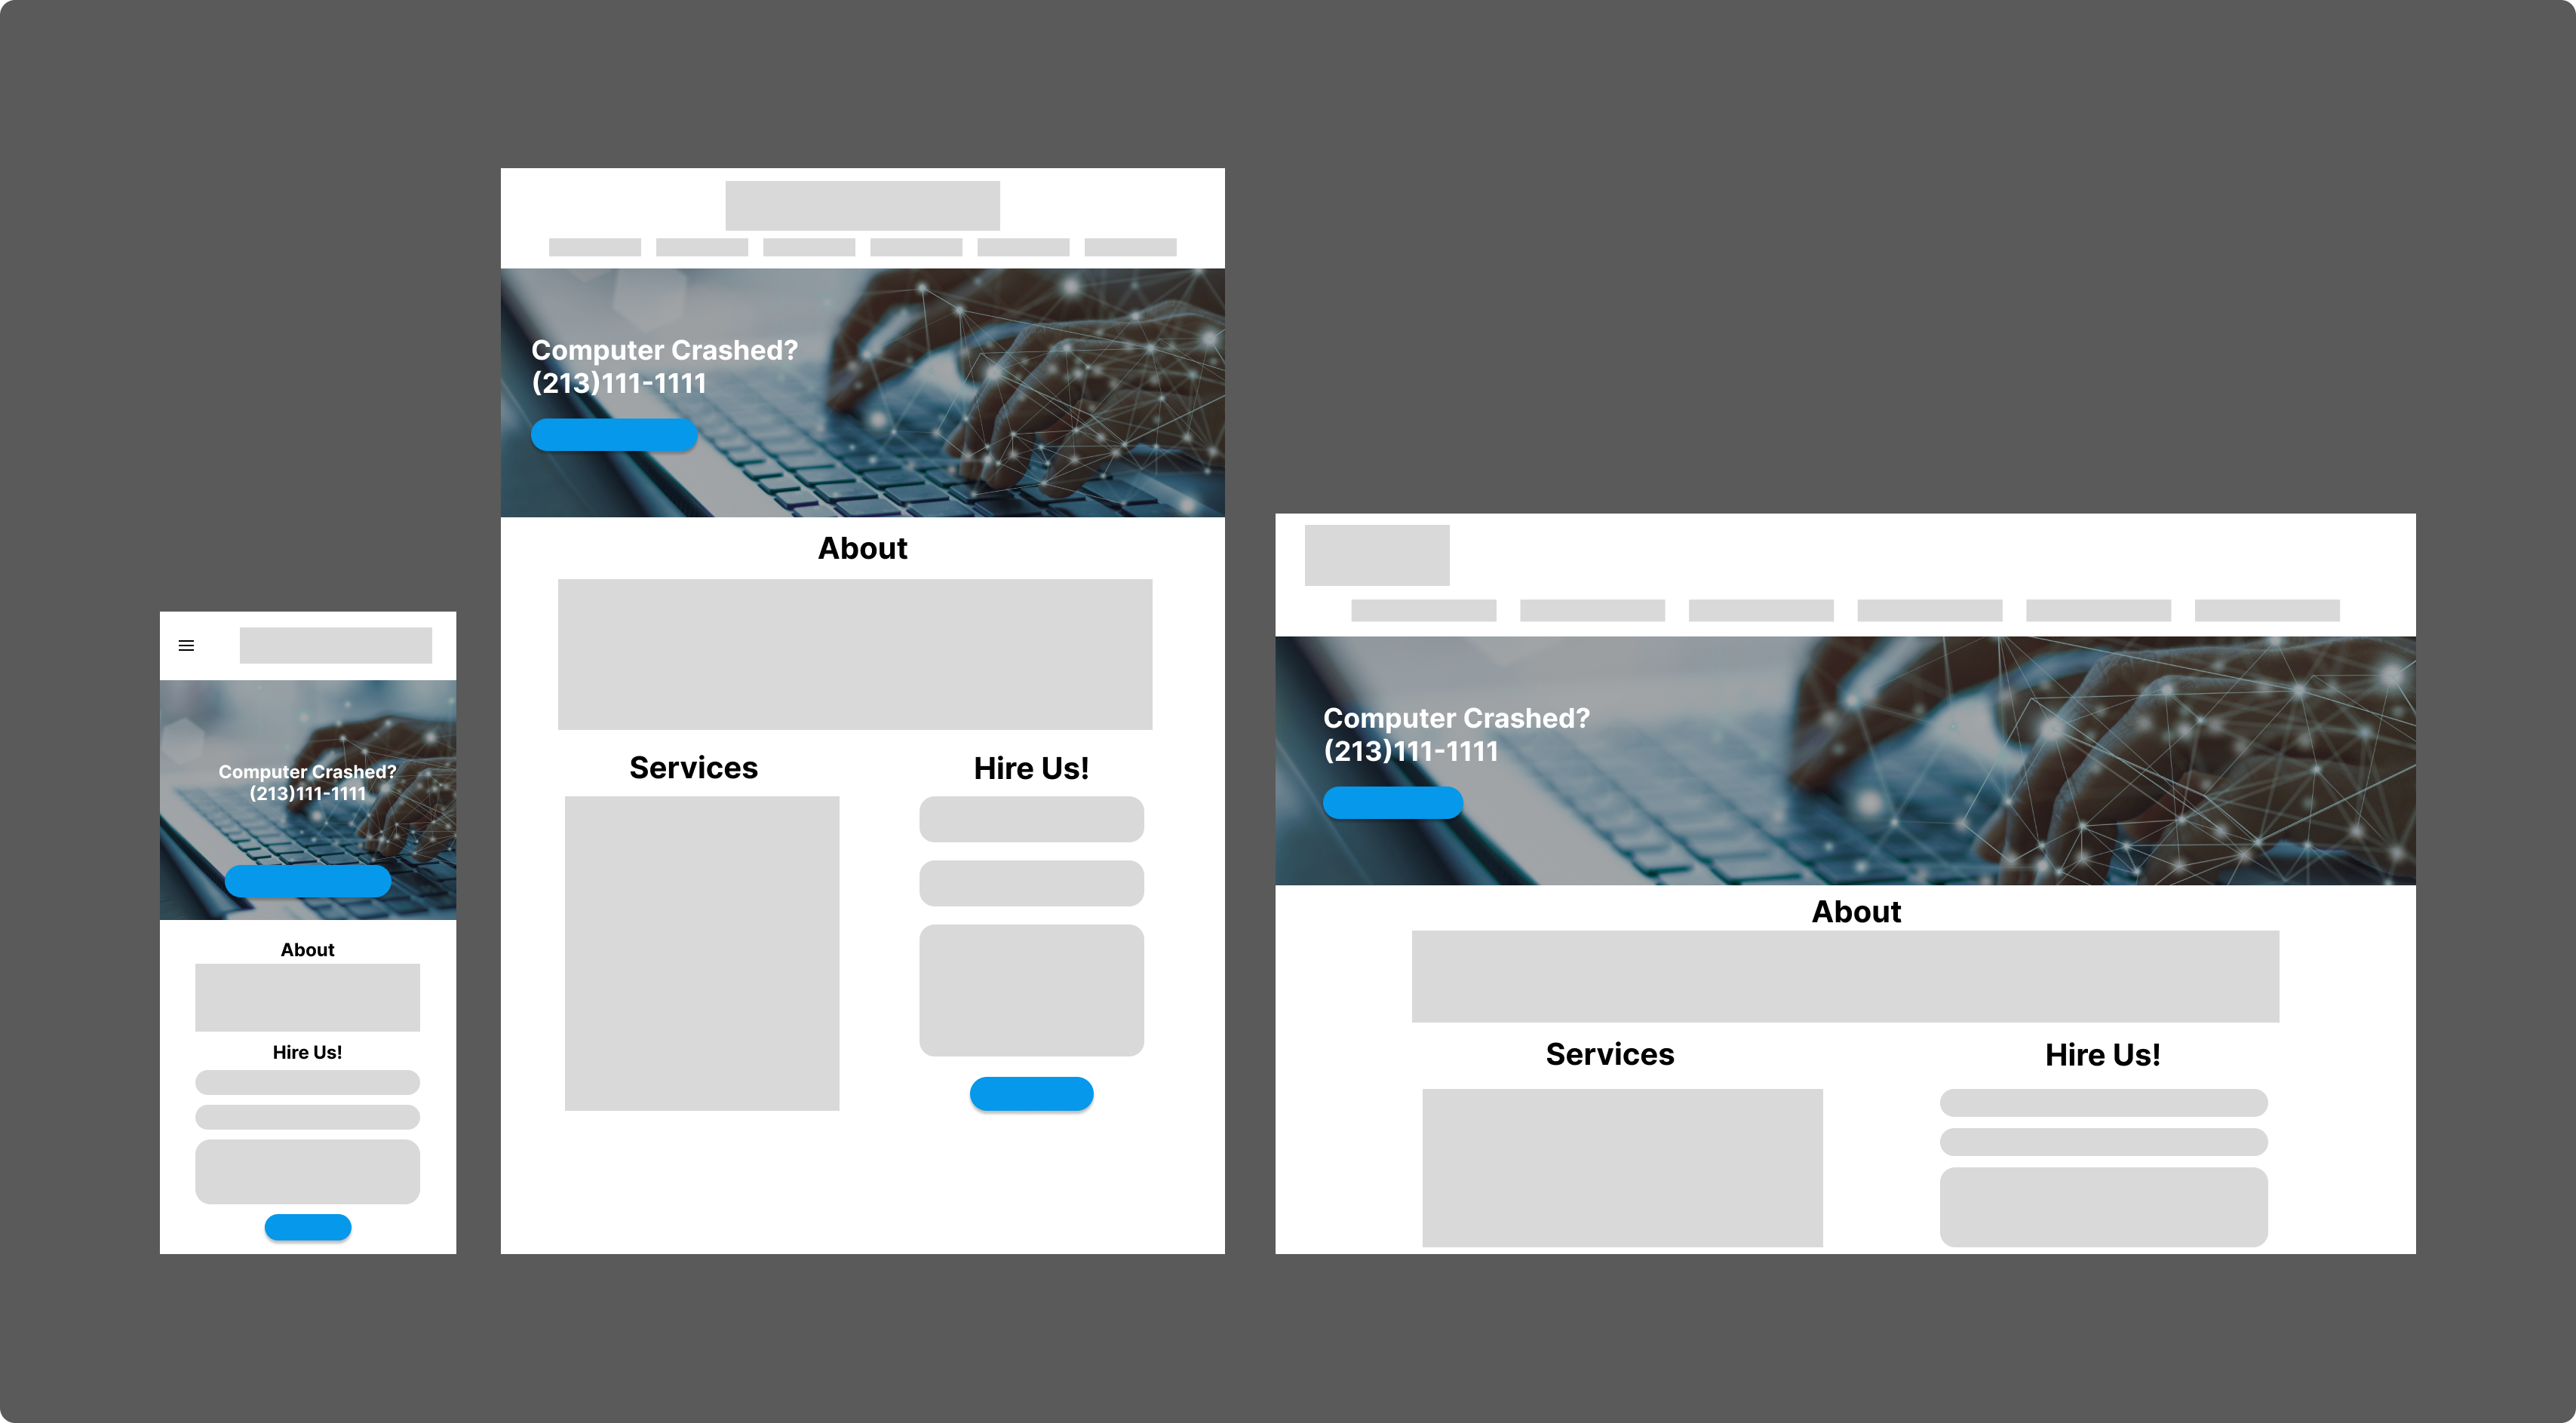 Computer Crashed?
(213)111-1111
About
Hire Us!
Computer Crashed?
(213)111-1111
About
Services
Hire Us!
Computer Crashed?
(213)111-1111
About
Services
Hire Us!